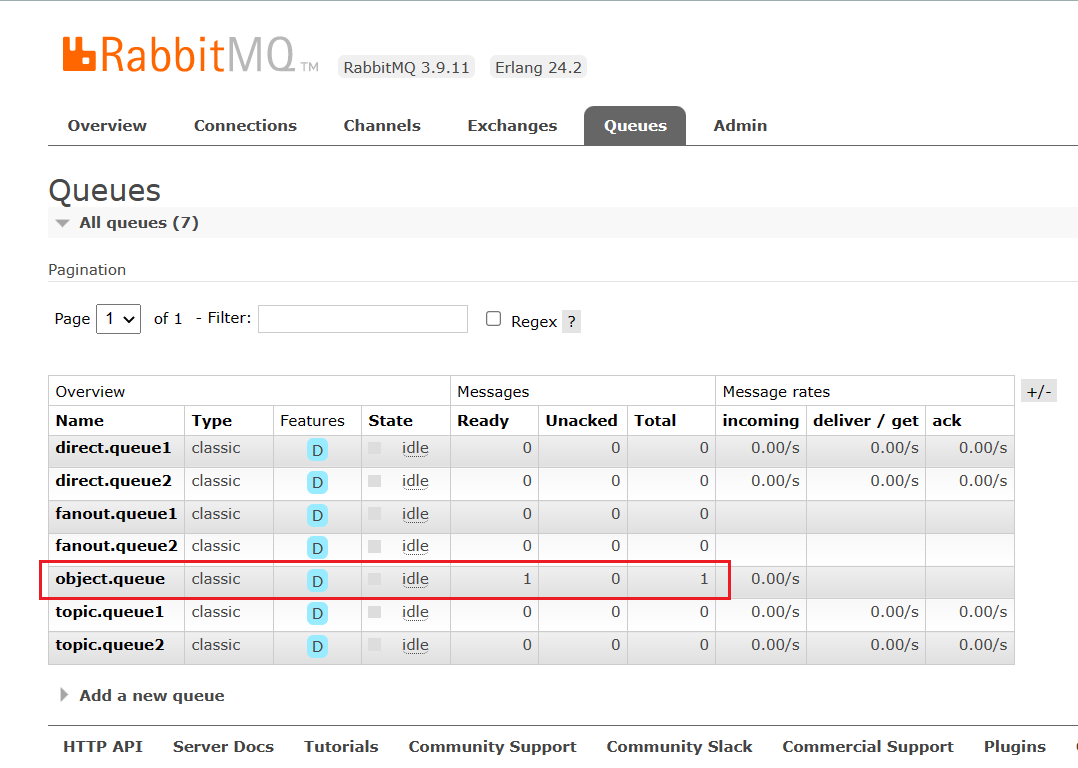 RabbitMQ TM RabbitMQ 3.9.11 Erlang 24.2
Overview Connections Channels Exchanges Queues Admin
Queues
All queues (7)
Pagination
Page 1 of 1 - Filter: Regex ?
Overview Messages Message rates +/-
Name Type Features State Ready Unacked Total incoming deliver / get ack
direct.queue1 classic D idle 0 0 0 0.00/s 0.00/s 0.00/s
direct.queue2 classic D idle 0 0 0 0.00/s 0.00/s 0.00/s
fanout.queue1 classic D idle 0 0 0
fanout.queue2 classic D idle 0 0 0
object.queue classic D idle 1 0 1 0.00/s
topic.queue1 classic D idle 0 0 0 0.00/s 0.00/s 0.00/s
topic.queue2 classic D idle 0 0 0 0.00/s 0.00/s 0.00/s
Add a new queue
HTTP API Server Docs Tutorials Community Support Community Slack Commercial Support Plugins